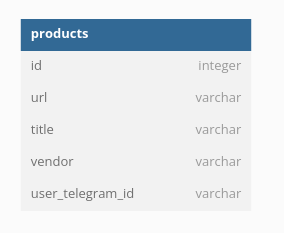 products
id integer
url varchar
title varchar
vendor varchar
user_telegram_id varchar